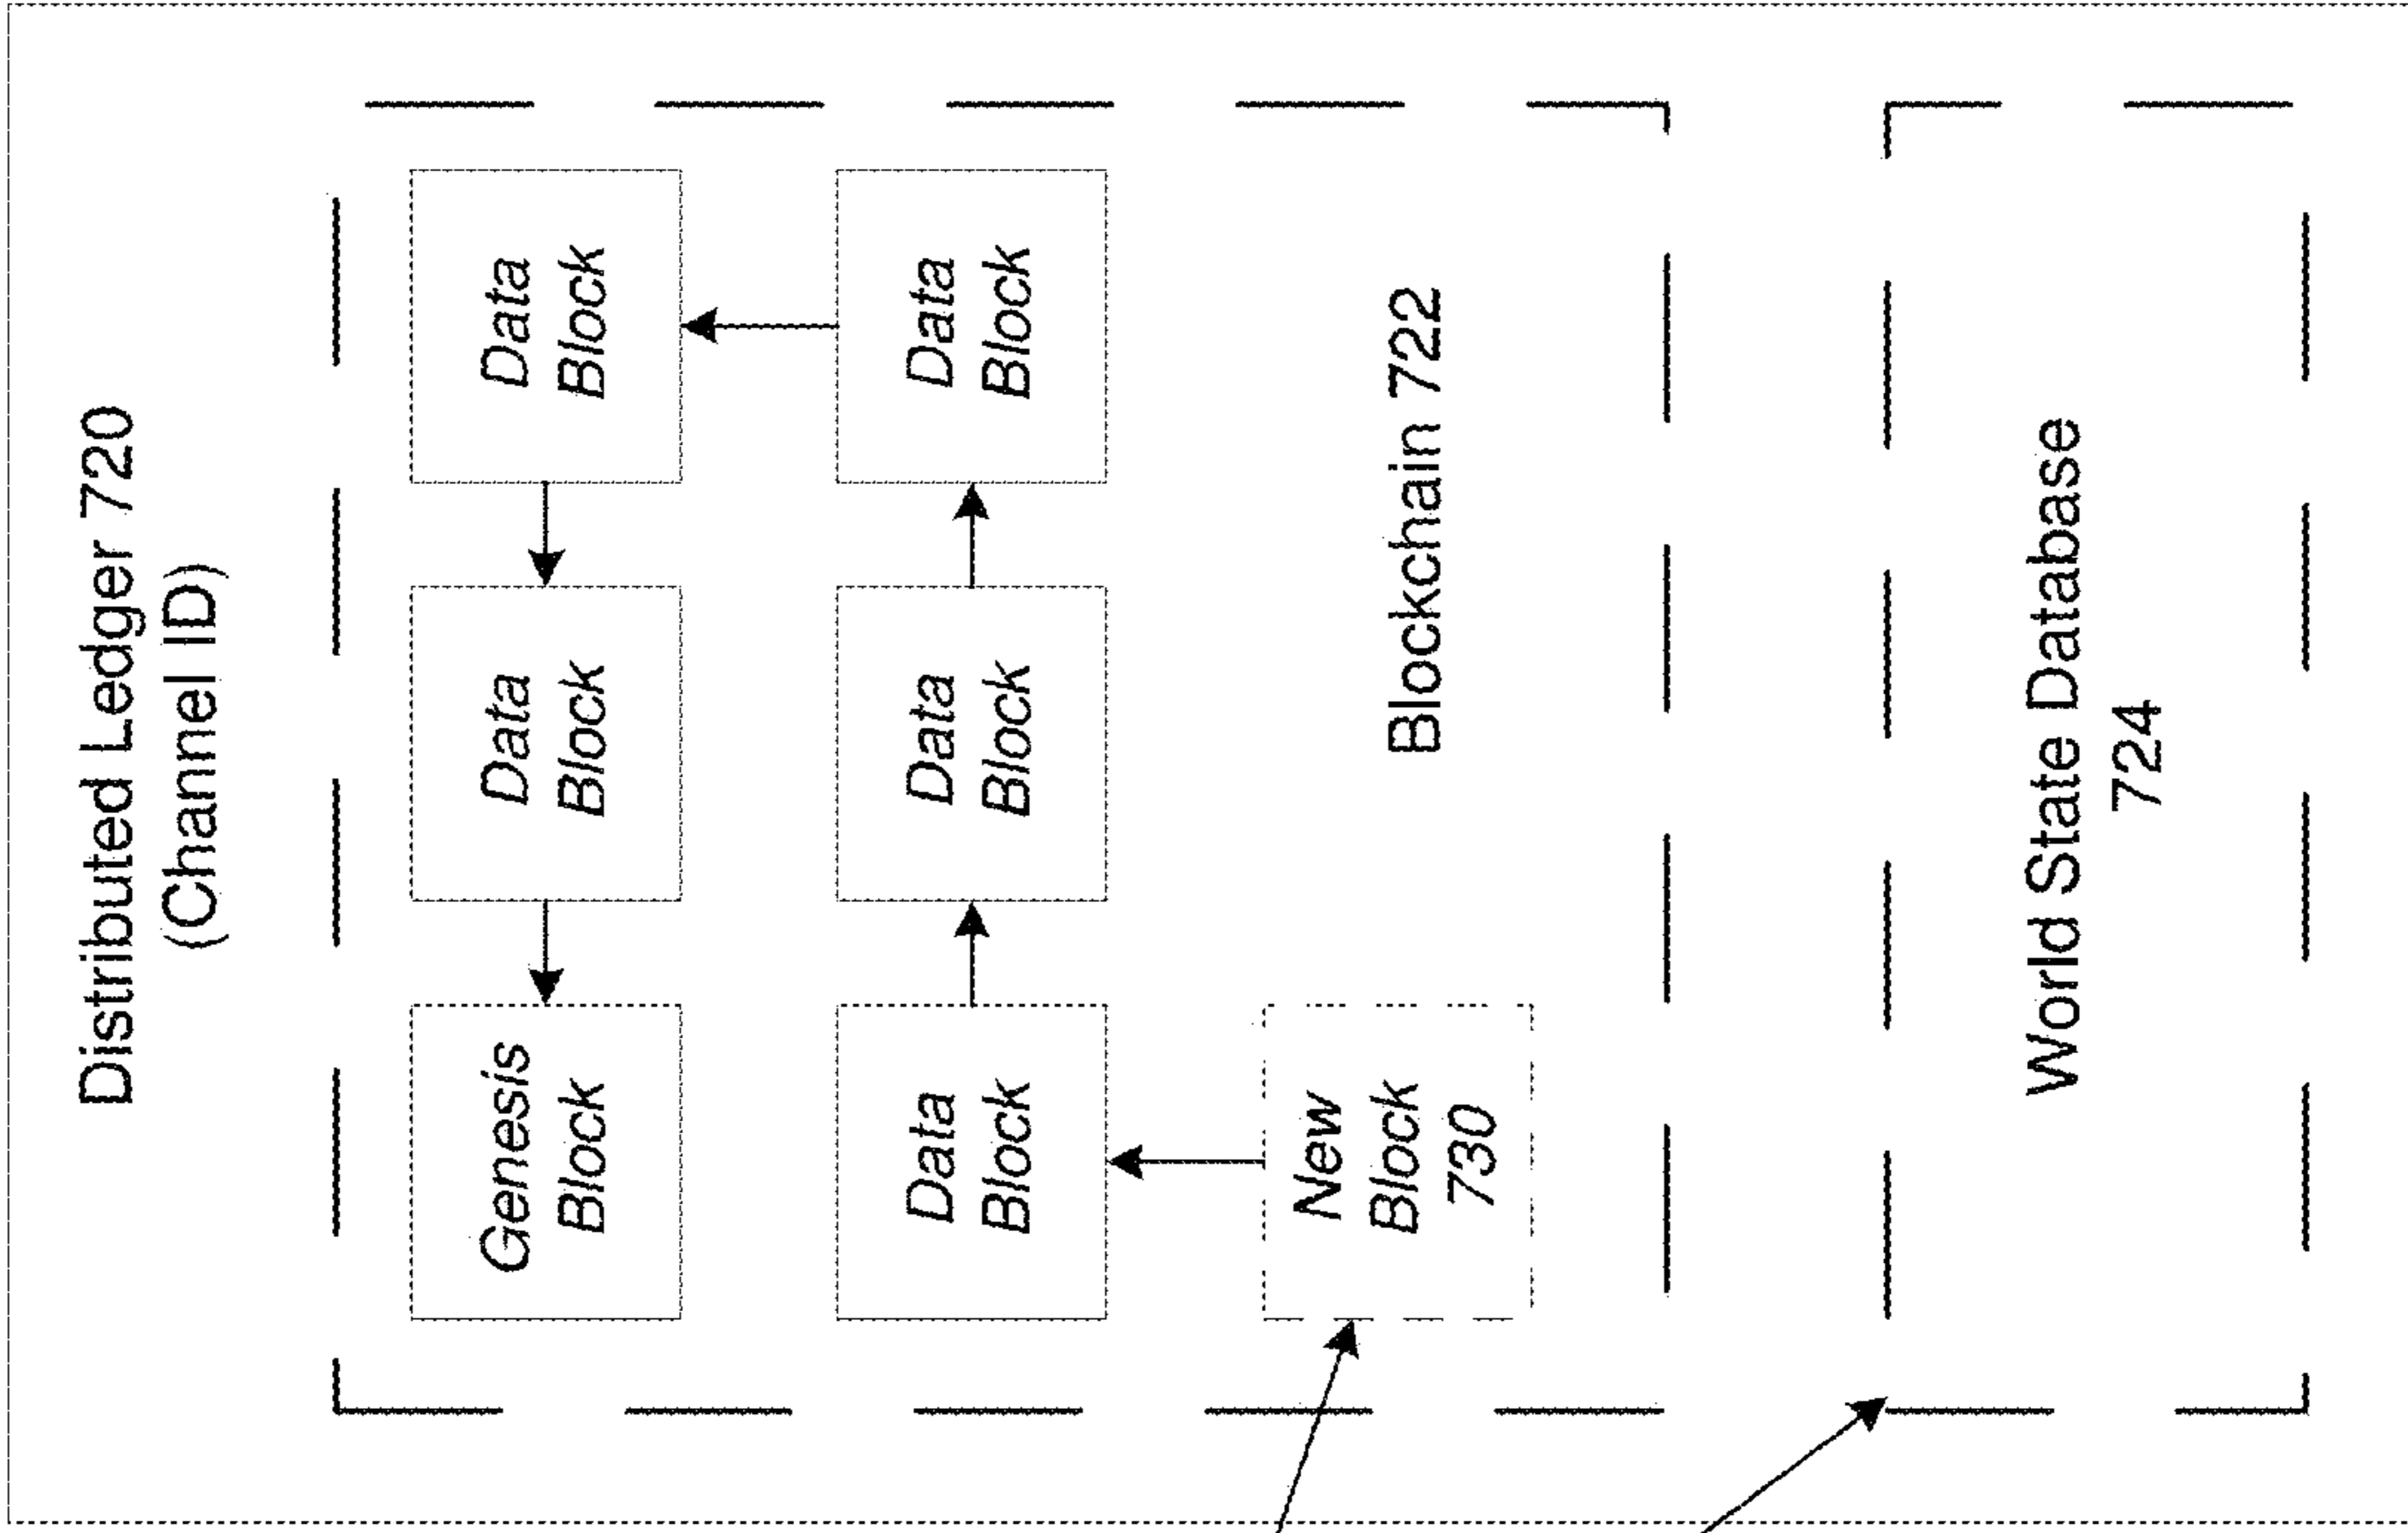 Distributed Ledger 720
(Channel ID)
Genesis
Block
Data
Block
Data
Block
Data
Block
Data
Block
Data
Block
New
Block
730
Blockchain 722
World State Database
724